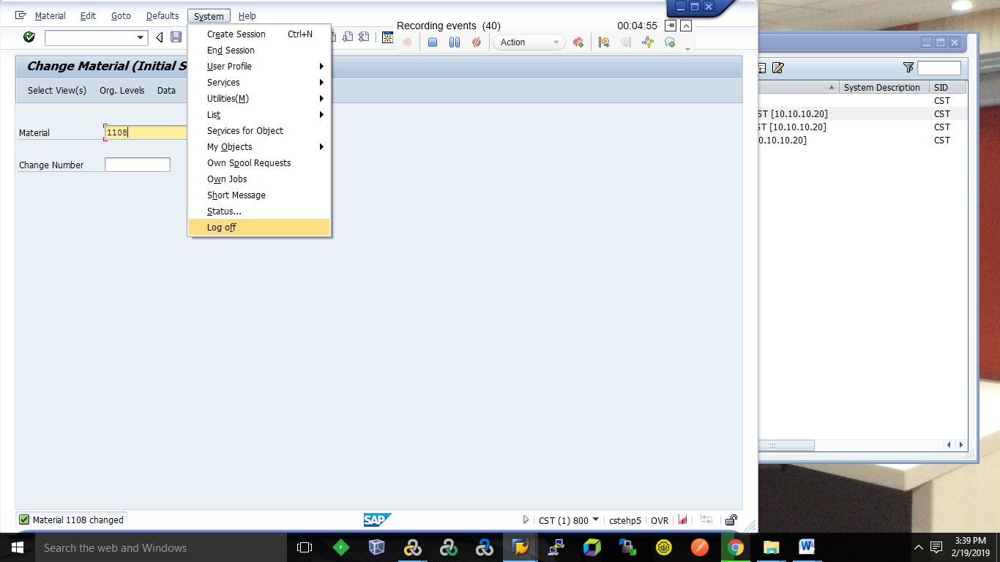 Material Edit Goto Defaults System Help
Recording events (40) 00:04:55
Action
Create Session Ctrl+N
End Session
User Profile
Services
Utilities(M)
List
Services for Object
My Objects
Own Spool Requests
Own Jobs
Short Message
Status...
Log off
Change Material (Initial S
Select View(s) Org. Levels Data
Material 1108
Change Number
System Description SID
CST
ST [10.10.10.20] CST
T [10.10.10.20] CST
0.10.10.20] CST
Material 1108 changed
SAP
CST (1) 800 cstehp5 OVR
Search the web and Windows
3:39 PM
2/19/2019